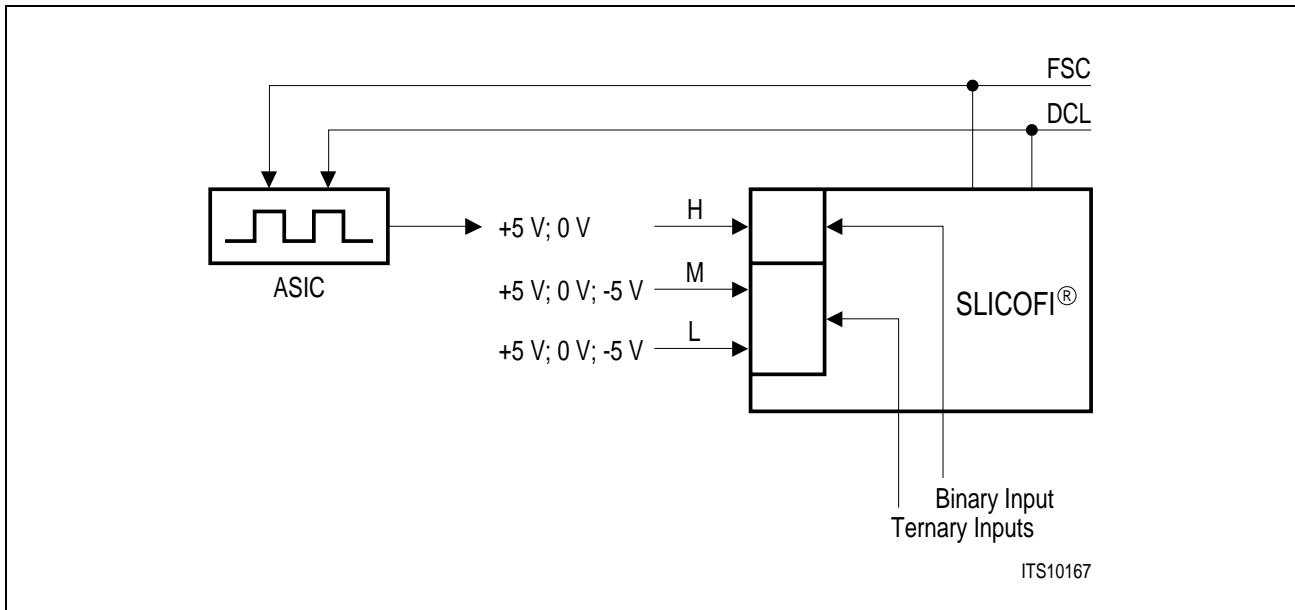 FSC
DCL
+5 V; 0 V
H
ASIC
+5 V; 0 V; -5 V
M
SLICOFI®
+5 V; 0 V; -5 V
L
Binary Input
Ternary Inputs
ITS10167